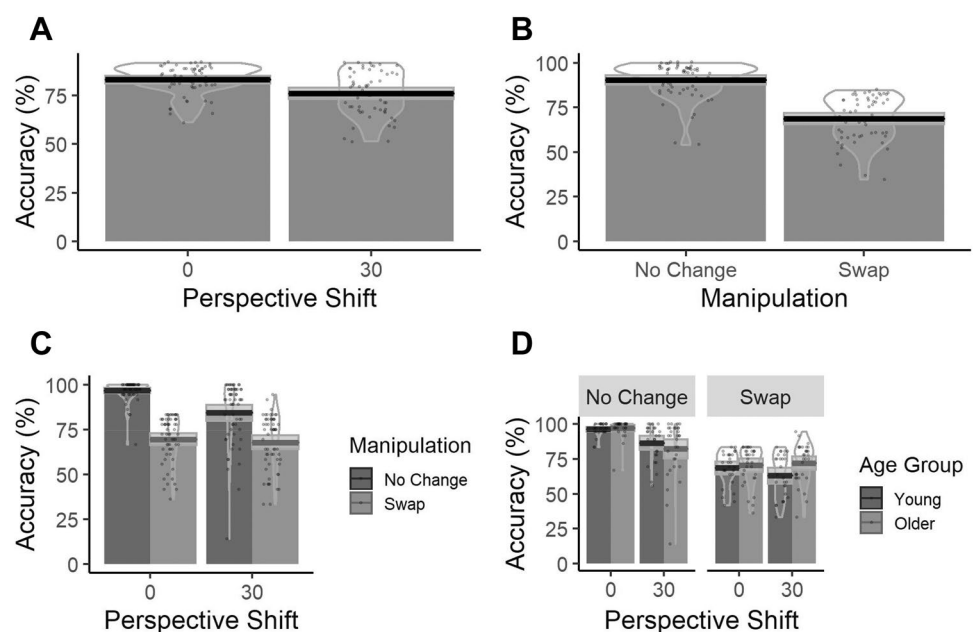 A
Accuracy (%)
75
50
25
0
0
30
Perspective Shift
B
Accuracy (%)
100
75
50
25
0
No Change
Swap
Manipulation
C
Accuracy (%)
100
75
50
25
0
0
30
Perspective Shift
Manipulation
No Change
Swap
D
No Change
Swap
Accuracy (%)
100
75
50
25
0
0
30
0
30
Perspective Shift
Age Group
Young
Older